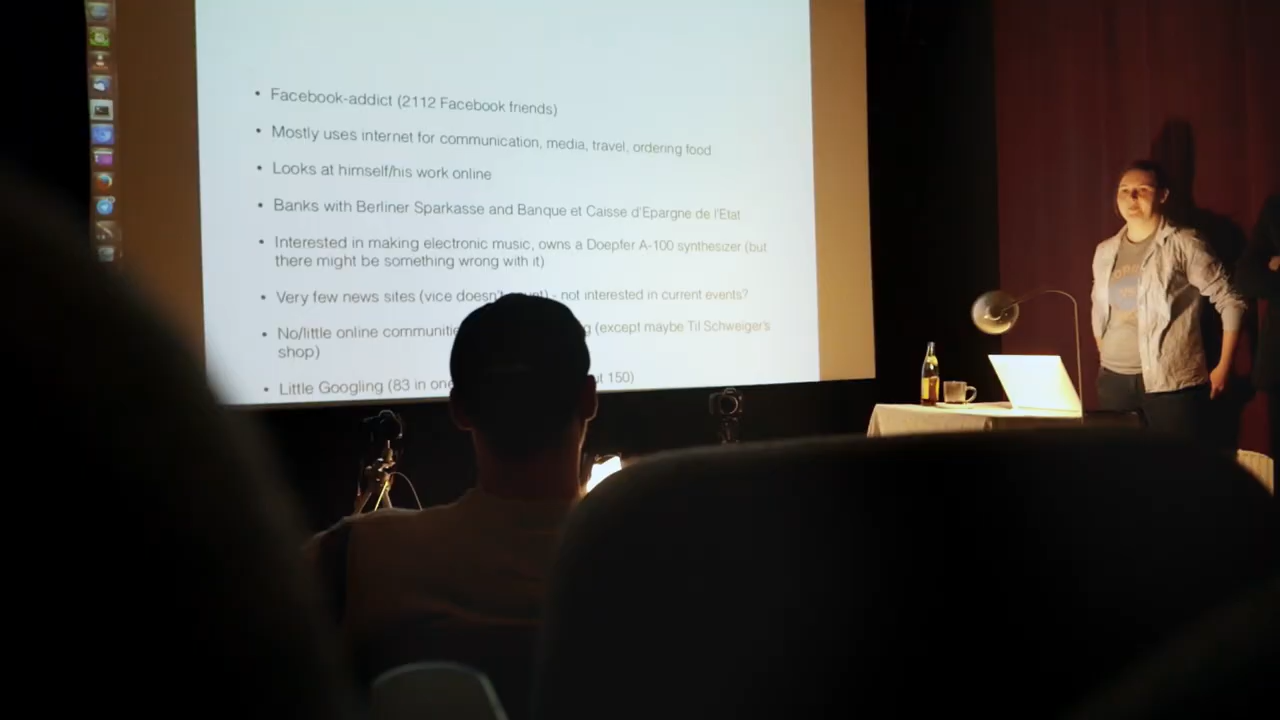 • Facebook-addict (2112 Facebook friends)
• Mostly uses internet for communication, media, travel, ordering food
• Looks at himself/his work online
• Banks with Berliner Sparkasse and Banque et Caisse d'Epargne de l'Etat
• Interested in making electronic music, owns a Doepfer A-100 synthesizer (but
there might be something wrong with it)
• Very few news sites (vice doesn't - not interested in current events?
• No/little online (except maybe Til Schweiger's
shop)
• Little Googling (83 in 150)